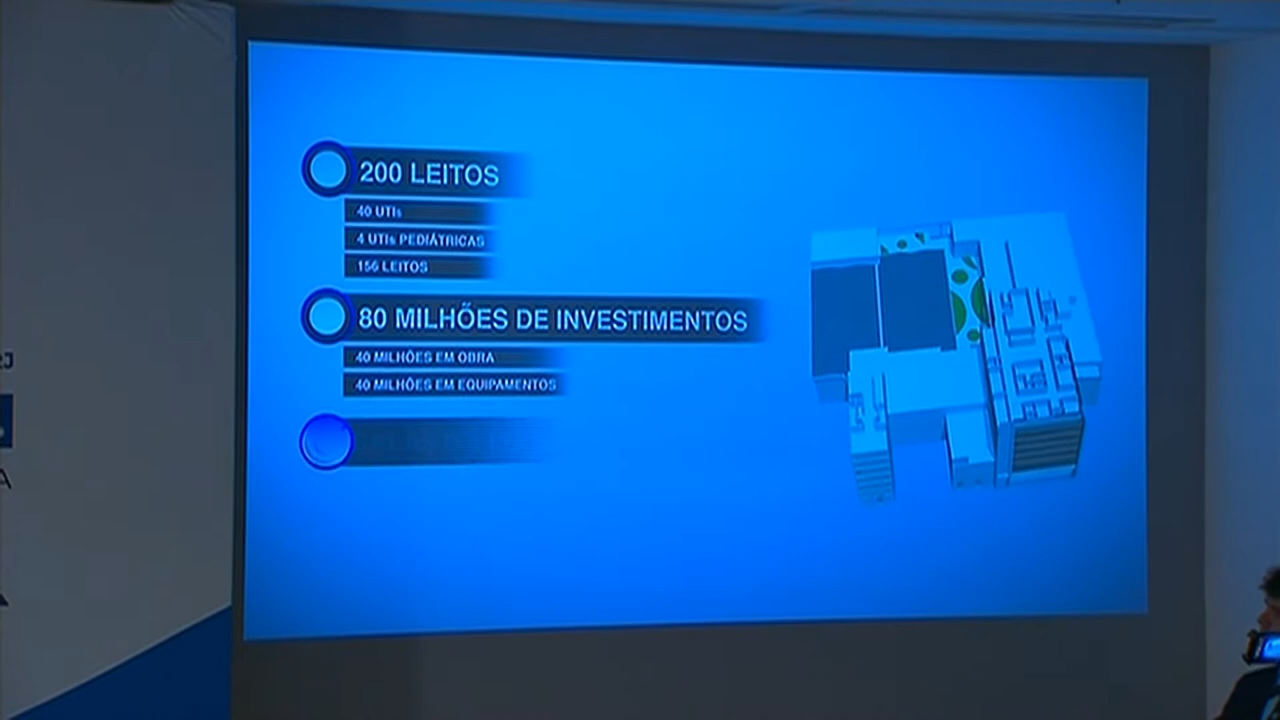 200 LEITOS
40 UTIs
4 UTIs PEDIÁTRICAS
156 LEITOS
80 MILHÕES DE INVESTIMENTOS
40 MILHÕES EM OBRA
40 MILHÕES EM EQUIPAMENTOS
RJ
A